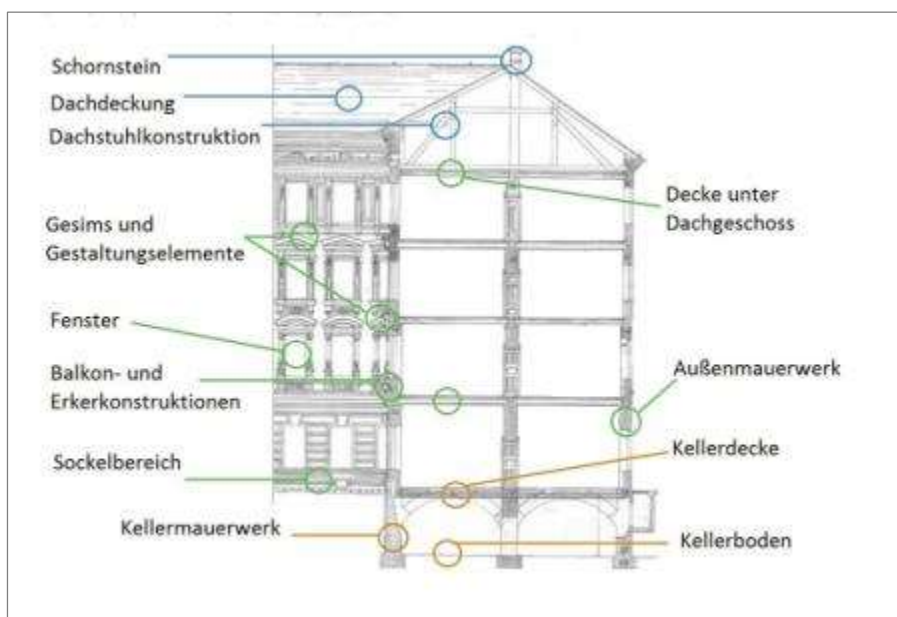 Schornstein
Dachdeckung
Dachstuhlkonstruktion
Decke unter
Dachgeschoss
Gesims und
Gestaltungselemente
Fenster
Balkon- und
Erkerkonstruktionen
Außenmauerwerk
Sockelbereich
Kellerdecke
Kellermauerwerk
Kellerboden